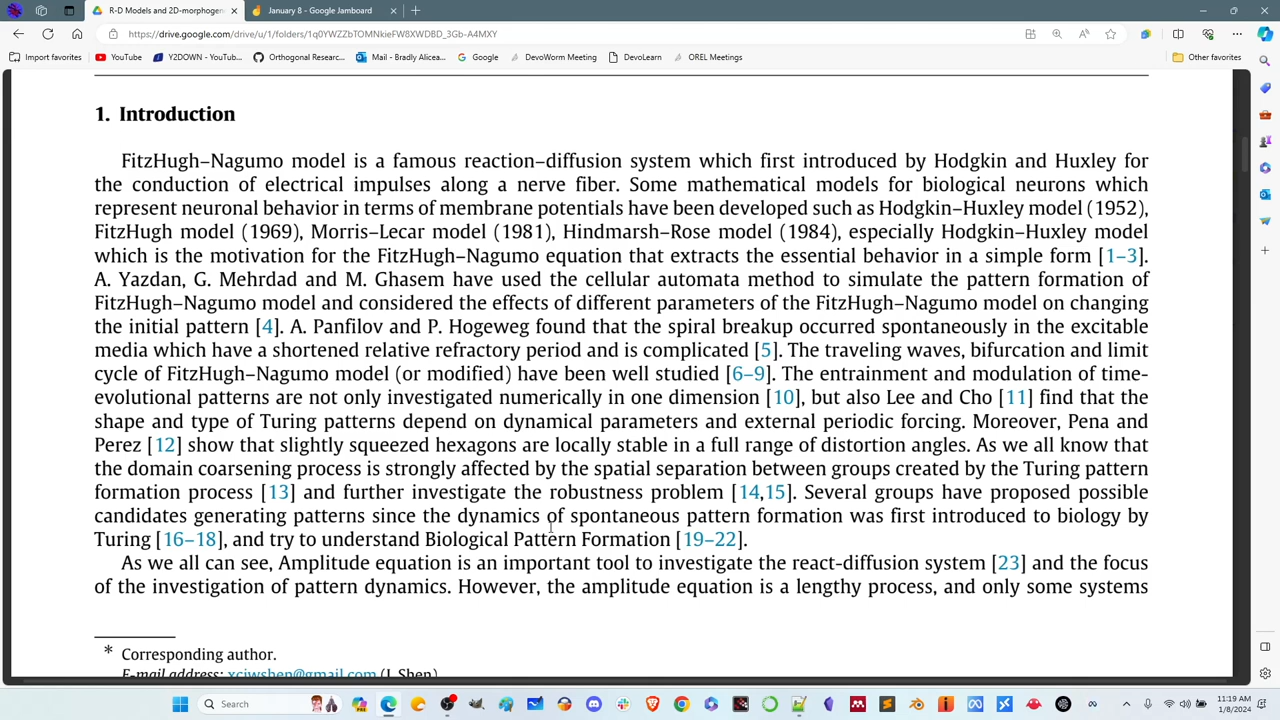 R-D Models and 2D-morphogen
January 8 - Google Jamboard
https://drive.google.com/drive/u/1/folders/1q0YWZZbTOMNkieFW8XWDBD_3Gb-A4MXY
Import favorites
YouTube
Y2DOWN - YouTub...
Orthogonal Researc...
Mail - Bradly Alicea...
Google
DevoWorm Meeting
DevoLearn
OREL Meetings
Other favorites
1. Introduction
FitzHugh–Nagumo model is a famous reaction–diffusion system which first introduced by Hodgkin and Huxley for
the conduction of electrical impulses along a nerve fiber. Some mathematical models for biological neurons which
represent neuronal behavior in terms of membrane potentials have been developed such as Hodgkin–Huxley model (1952),
FitzHugh model (1969), Morris–Lecar model (1981), Hindmarsh–Rose model (1984), especially Hodgkin–Huxley model
which is the motivation for the FitzHugh–Nagumo equation that extracts the essential behavior in a simple form [1–3].
A. Yazdan, G. Mehrdad and M. Ghasem have used the cellular automata method to simulate the pattern formation of
FitzHugh–Nagumo model and considered the effects of different parameters of the FitzHugh–Nagumo model on changing
the initial pattern [4]. A. Panfilov and P. Hogeweg found that the spiral breakup occurred spontaneously in the excitable
media which have a shortened relative refractory period and is complicated [5]. The traveling waves, bifurcation and limit
cycle of FitzHugh–Nagumo model (or modified) have been well studied [6–9]. The entrainment and modulation of time-
evolutional patterns are not only investigated numerically in one dimension [10], but also Lee and Cho [11] find that the
shape and type of Turing patterns depend on dynamical parameters and external periodic forcing. Moreover, Pena and
Perez [12] show that slightly squeezed hexagons are locally stable in a full range of distortion angles. As we all know that
the domain coarsening process is strongly affected by the spatial separation between groups created by the Turing pattern
formation process [13] and further investigate the robustness problem [14,15]. Several groups have proposed possible
candidates generating patterns since the dynamics of spontaneous pattern formation was first introduced to biology by
Turing [16–18], and try to understand Biological Pattern Formation [19–22].
As we all can see, Amplitude equation is an important tool to investigate the react-diffusion system [23] and the focus
of the investigation of pattern dynamics. However, the amplitude equation is a lengthy process, and only some systems
* Corresponding author.
E-mail address: xcjwshen@gmail.com (J. Shen)
Search
11:19 AM
1/8/2024